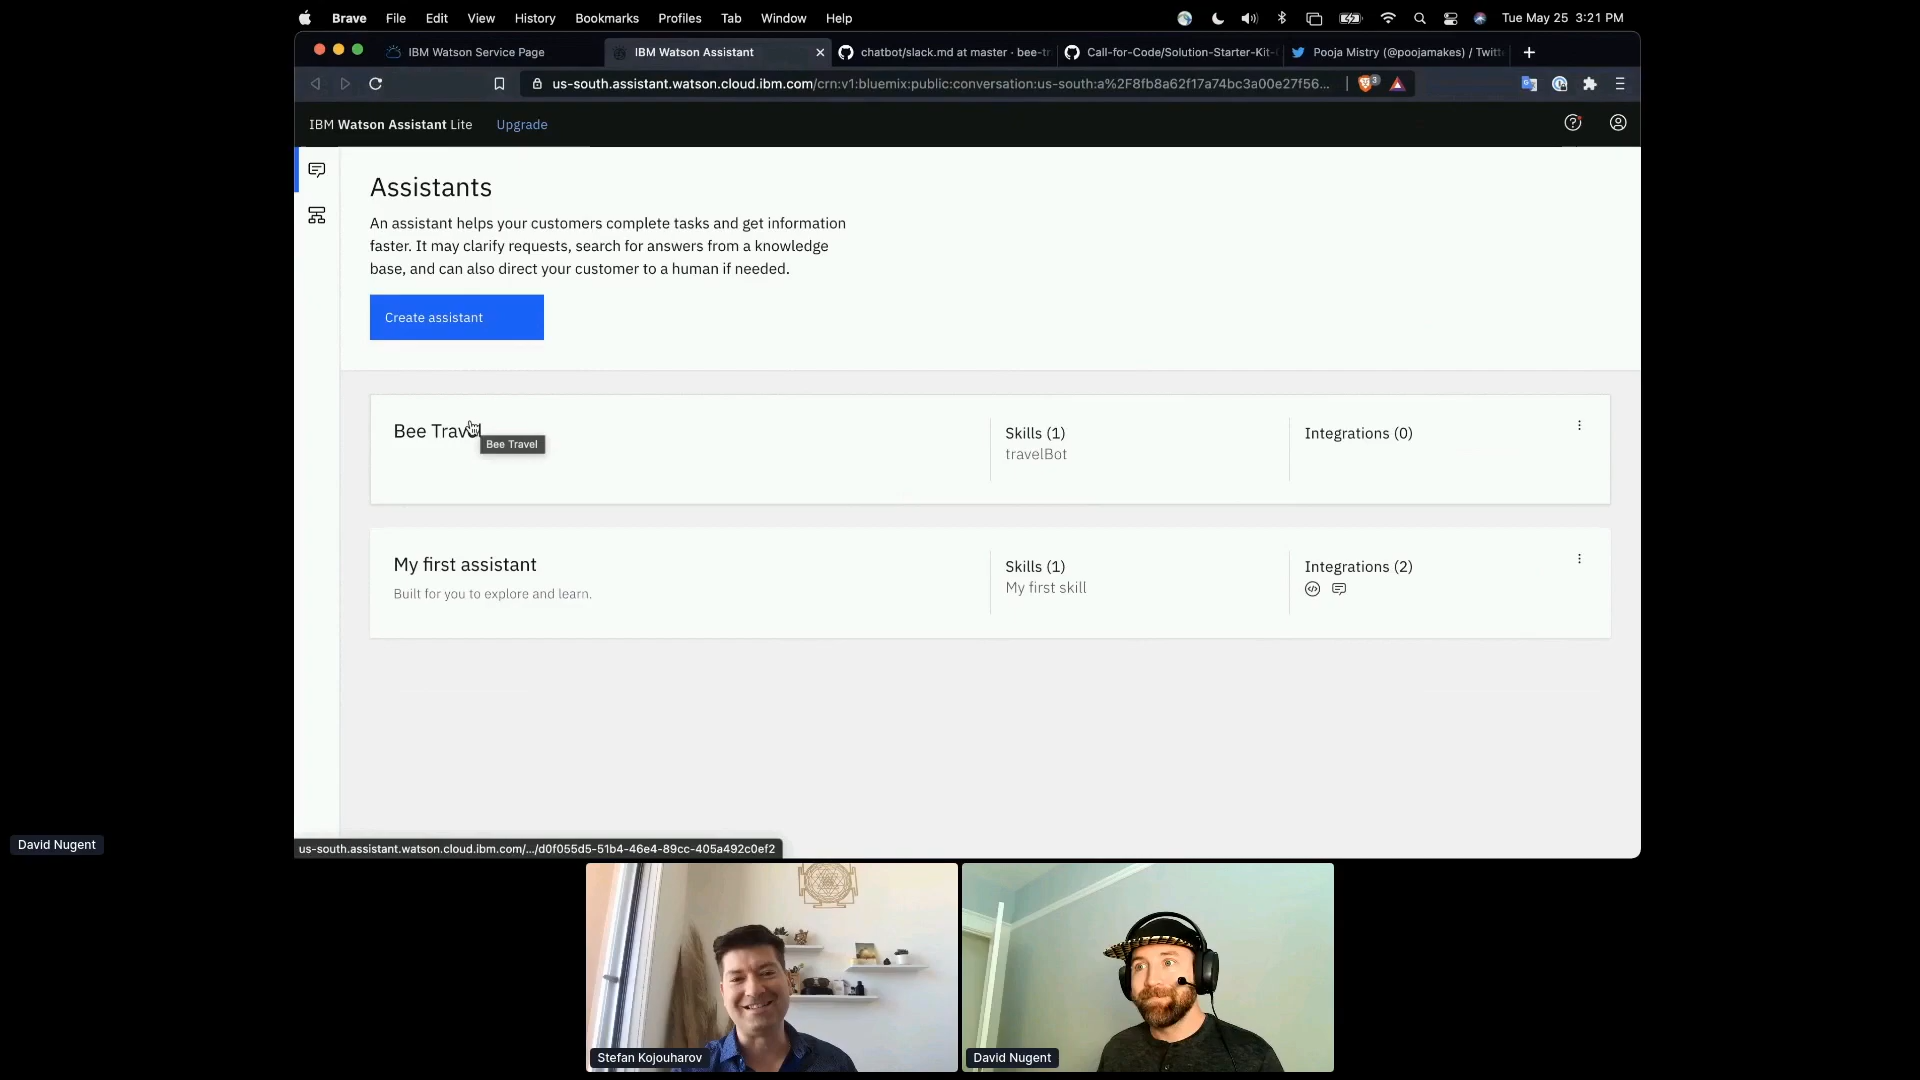 Brave File Edit View History Bookmarks Profiles Tab Window Help Tue May 25 3:21 PM
IBM Watson Service Page IBM Watson Assistant chatbot/slack.md at master · bee-tr Call-for-Code/Solution-Starter-Kit- Pooja Mistry (@poojamakes) / Twitt
us-south.assistant.watson.cloud.ibm.com/crn:v1:bluemix:public:conversation:us-south:a%2F8fb8a62f17a74bc3a00e27f56... 3
IBM Watson Assistant Lite Upgrade
Assistants
An assistant helps your customers complete tasks and get information
faster. It may clarify requests, search for answers from a knowledge
base, and can also direct your customer to a human if needed.
Create assistant
Bee Travel
Bee Travel
Skills (1)
travelBot
Integrations (0)
My first assistant
Built for you to explore and learn.
Skills (1)
My first skill
Integrations (2)
David Nugent
us-south.assistant.watson.cloud.ibm.com/.../d0f055d5-51b4-46e4-89cc-405a492c0ef2
Stefan Kojouharov
David Nugent